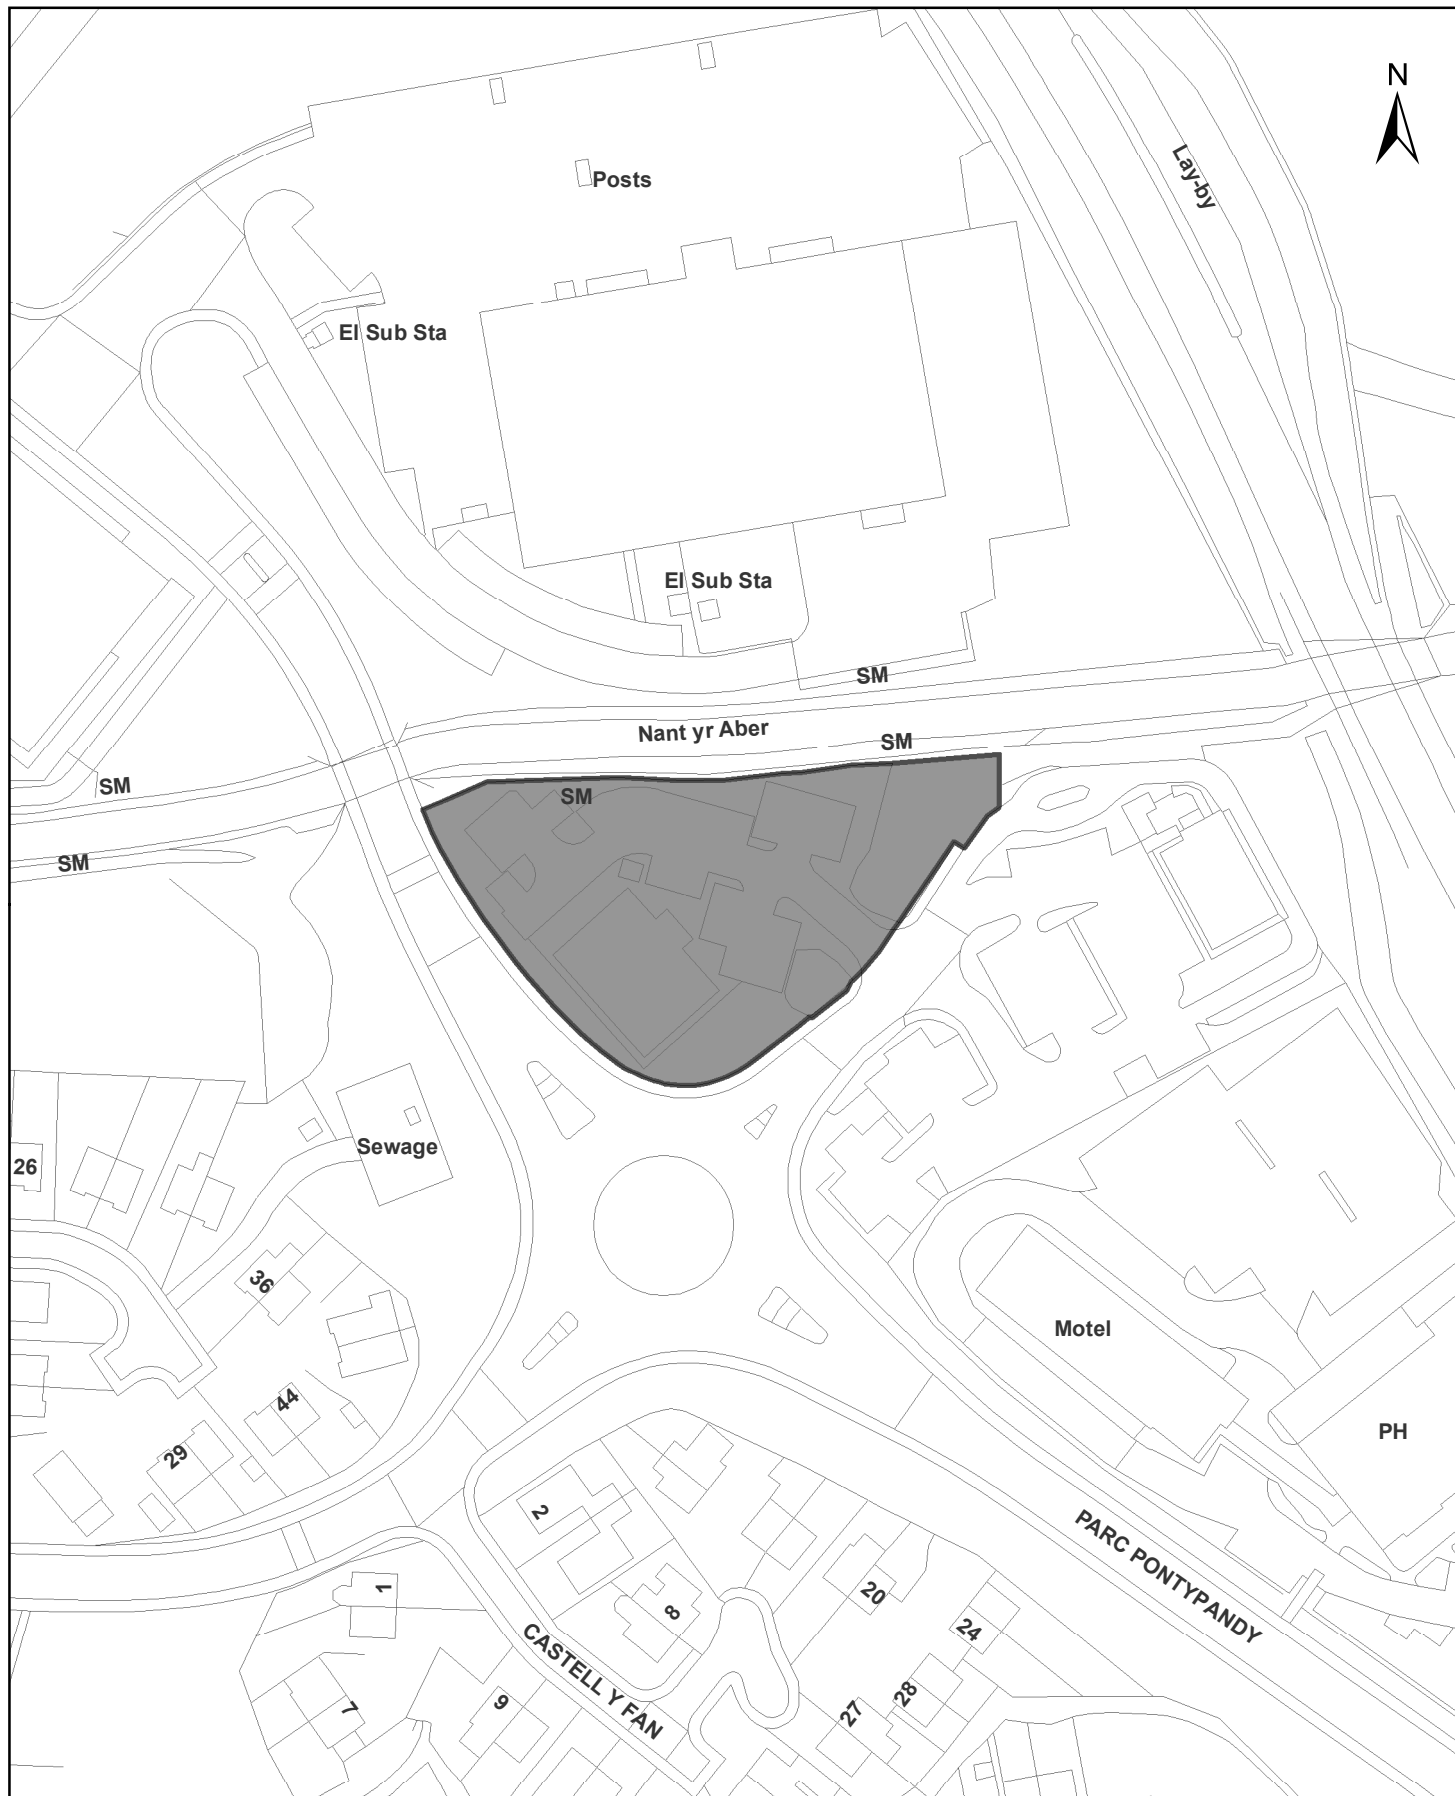 N
Lay-by
Posts
El Sub Sta
El Sub Sta
SM
Nant yr Aber
SM
SM
SM
SM
Sewage
26
36
Motel
44
PH
29
2
PARC PONTYPANDY
1
20
8
24
CASTELL Y FAN
28
7
9
27